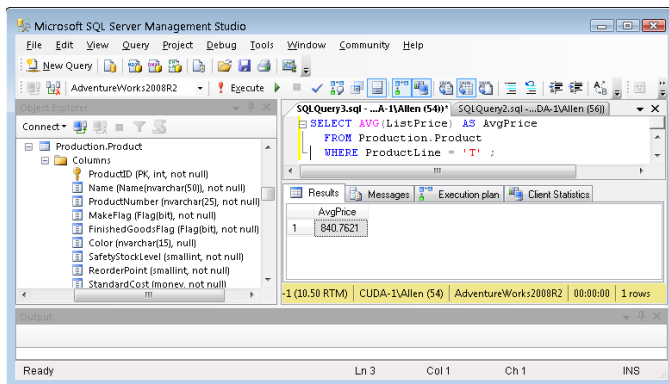 Microsoft SQL Server Management Studio
File Edit View Query Project Debug Tools Window Community Help
New Query
AdventureWorks2008R2 Execute
Object Explorer
Connect
Production.Product
Columns
ProductID (PK, int, not null)
Name (Name(nvarchar(50)), not null)
ProductNumber (nvarchar(25), not null)
MakeFlag (Flag(bit), not null)
FinishedGoodsFlag (Flag(bit), not null)
Color (nvarchar(15), null)
SafetyStockLevel (smallint, not null)
ReorderPoint (smallint, not null)
StandardCost (money, not null)
SQLQuery3.sql - ...A-1\Allen (54))* SQLQuery2.sql -...DA-1\Allen (56))
SELECT AVG(ListPrice) AS AvgPrice
FROM Production.Product
WHERE ProductLine = 'T' ;
Results Messages Execution plan Client Statistics
AvgPrice
1 840.7621
-1 (10.50 RTM) CUDA-1\Allen (54) AdventureWorks2008R2 00:00:00 1 rows
Output
Ready Ln 3 Col 1 Ch 1 INS